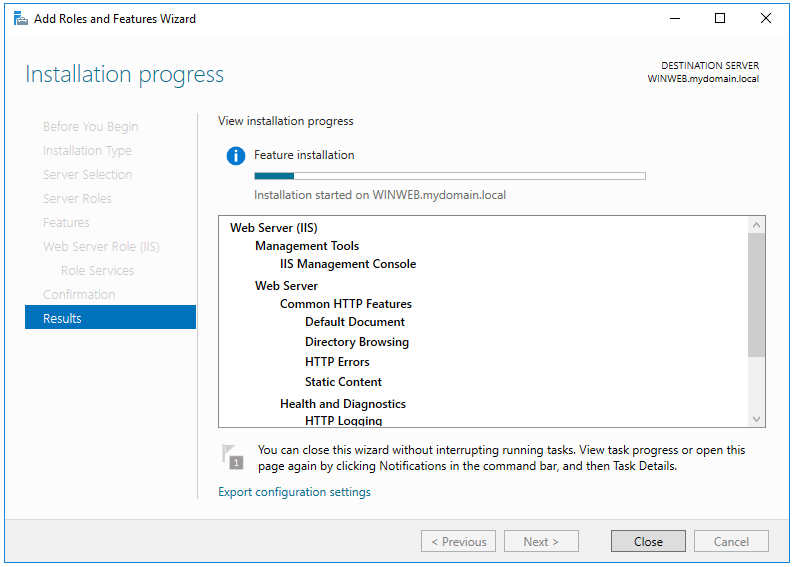 Add Roles and Features Wizard
Installation progress
DESTINATION SERVER
WINWEB.mydomain.local
Before You Begin
Installation Type
Server Selection
Server Roles
Features
Web Server Role (IIS)
Role Services
Confirmation
Results
View installation progress
Feature installation
Installation started on WINWEB.mydomain.local
Web Server (IIS)
Management Tools
IIS Management Console
Web Server
Common HTTP Features
Default Document
Directory Browsing
HTTP Errors
Static Content
Health and Diagnostics
HTTP Logging
1
You can close this wizard without interrupting running tasks. View task progress or open this
page again by clicking Notifications in the command bar, and then Task Details.
Export configuration settings
< Previous
Next >
Close
Cancel